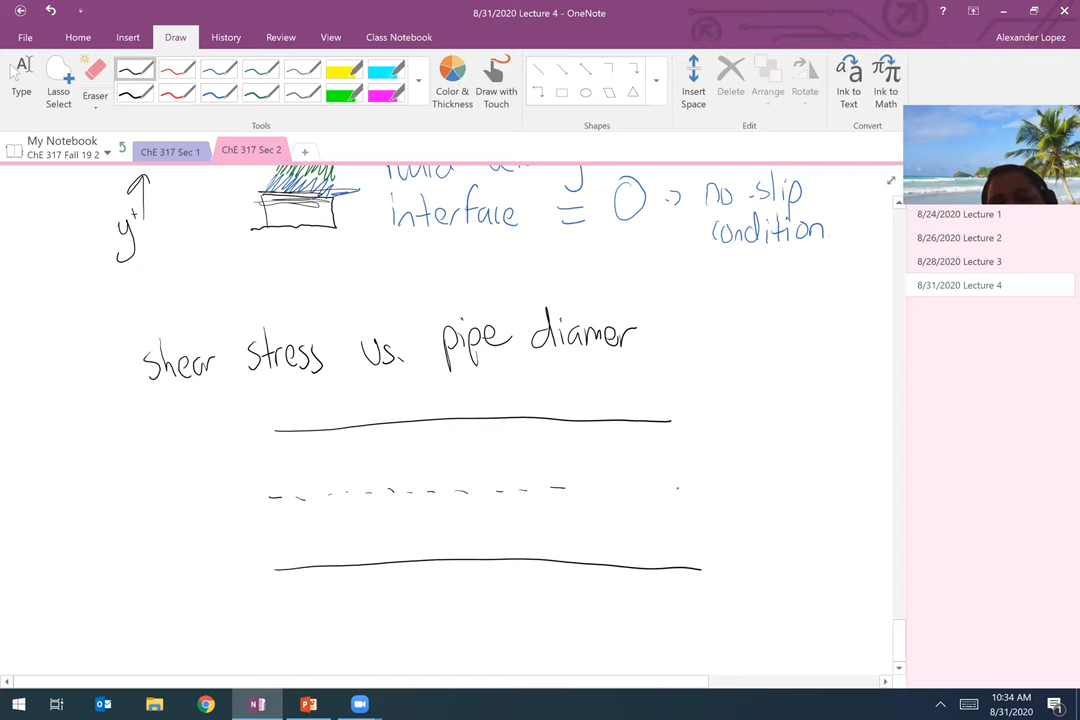 8/31/2020 Lecture 4 - OneNote
File Home Insert Draw History Review View Class Notebook Alexander Lopez
Type
Lasso Select
Eraser
Color & Thickness
Draw with Touch
Insert Space
Delete
Arrange
Rotate
Ink to Text
Ink to Math
Tools Shapes Edit Convert
My Notebook
ChE 317 Fall 19 2
ChE 317 Sec 1
ChE 317 Sec 2
8/24/2020 Lecture 1
8/26/2020 Lecture 2
8/28/2020 Lecture 3
8/31/2020 Lecture 4
y+
interface = 0 → no slip
condition
shear stress vs. pipe diamer
10:34 AM
8/31/2020